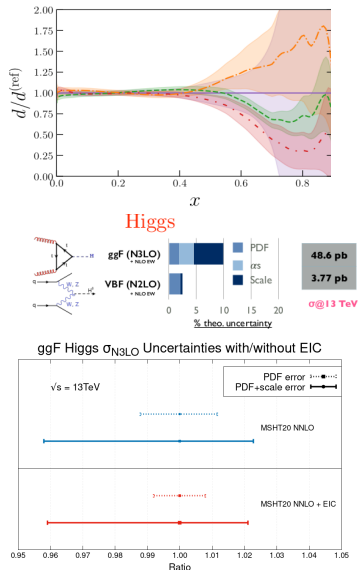 2.00
1.75
1.50
1.25
1.00
0.75
0.50
0.25
0.00
d/d(ref)
0.0 0.2 0.4 0.6 0.8
x
Higgs
ggF (N3LO)
+ NLO EW
VBF (N2LO)
+ NLO EW
H
q W, Z
H0
q W, Z
PDF
αs
Scale
0 5 10 15 20
% theo. uncertainty
48.6 pb
3.77 pb
σ@13 TeV
ggF Higgs σN3LO Uncertainties with/without EIC
√s = 13TeV
PDF error
PDF+scale error
MSHT20 NNLO
MSHT20 NNLO + EIC
0.95 0.96 0.97 0.98 0.99 1.00 1.01 1.02 1.03 1.04 1.05
Ratio